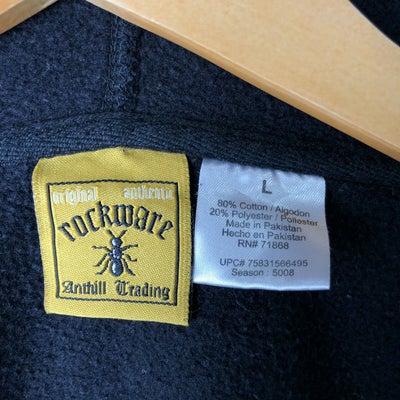 original authentic
rockware
Anthill Trading
L
80% Cotton / Algodon
20% Polyester / Poliester
Made in Pakistan
Hecho en Pakistan
RN# 71868
UPC# 75831566495
Season : 5008